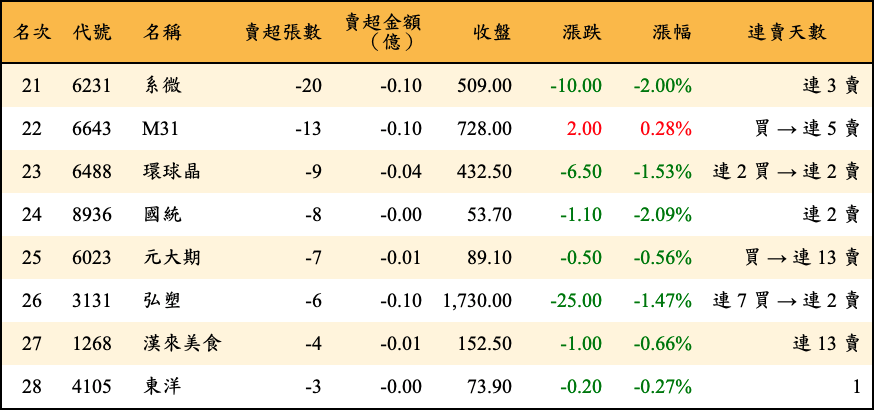 名次 代號 名稱 賣超張數 賣超金額（億） 收盤 漲跌 漲幅 連賣天數
21 6231 系微 -20 -0.10 509.00 -10.00 -2.00% 連 3 賣
22 6643 M31 -13 -0.10 728.00 2.00 0.28% 買 → 連 5 賣
23 6488 環球晶 -9 -0.04 432.50 -6.50 -1.53% 連 2 買 → 連 2 賣
24 8936 國統 -8 -0.00 53.70 -1.10 -2.09% 連 2 賣
25 6023 元大期 -7 -0.01 89.10 -0.50 -0.56% 買 → 連 13 賣
26 3131 弘塑 -6 -0.10 1,730.00 -25.00 -1.47% 連 7 買 → 連 2 賣
27 1268 漢來美食 -4 -0.01 152.50 -1.00 -0.66% 連 13 賣
28 4105 東洋 -3 -0.00 73.90 -0.20 -0.27% 1